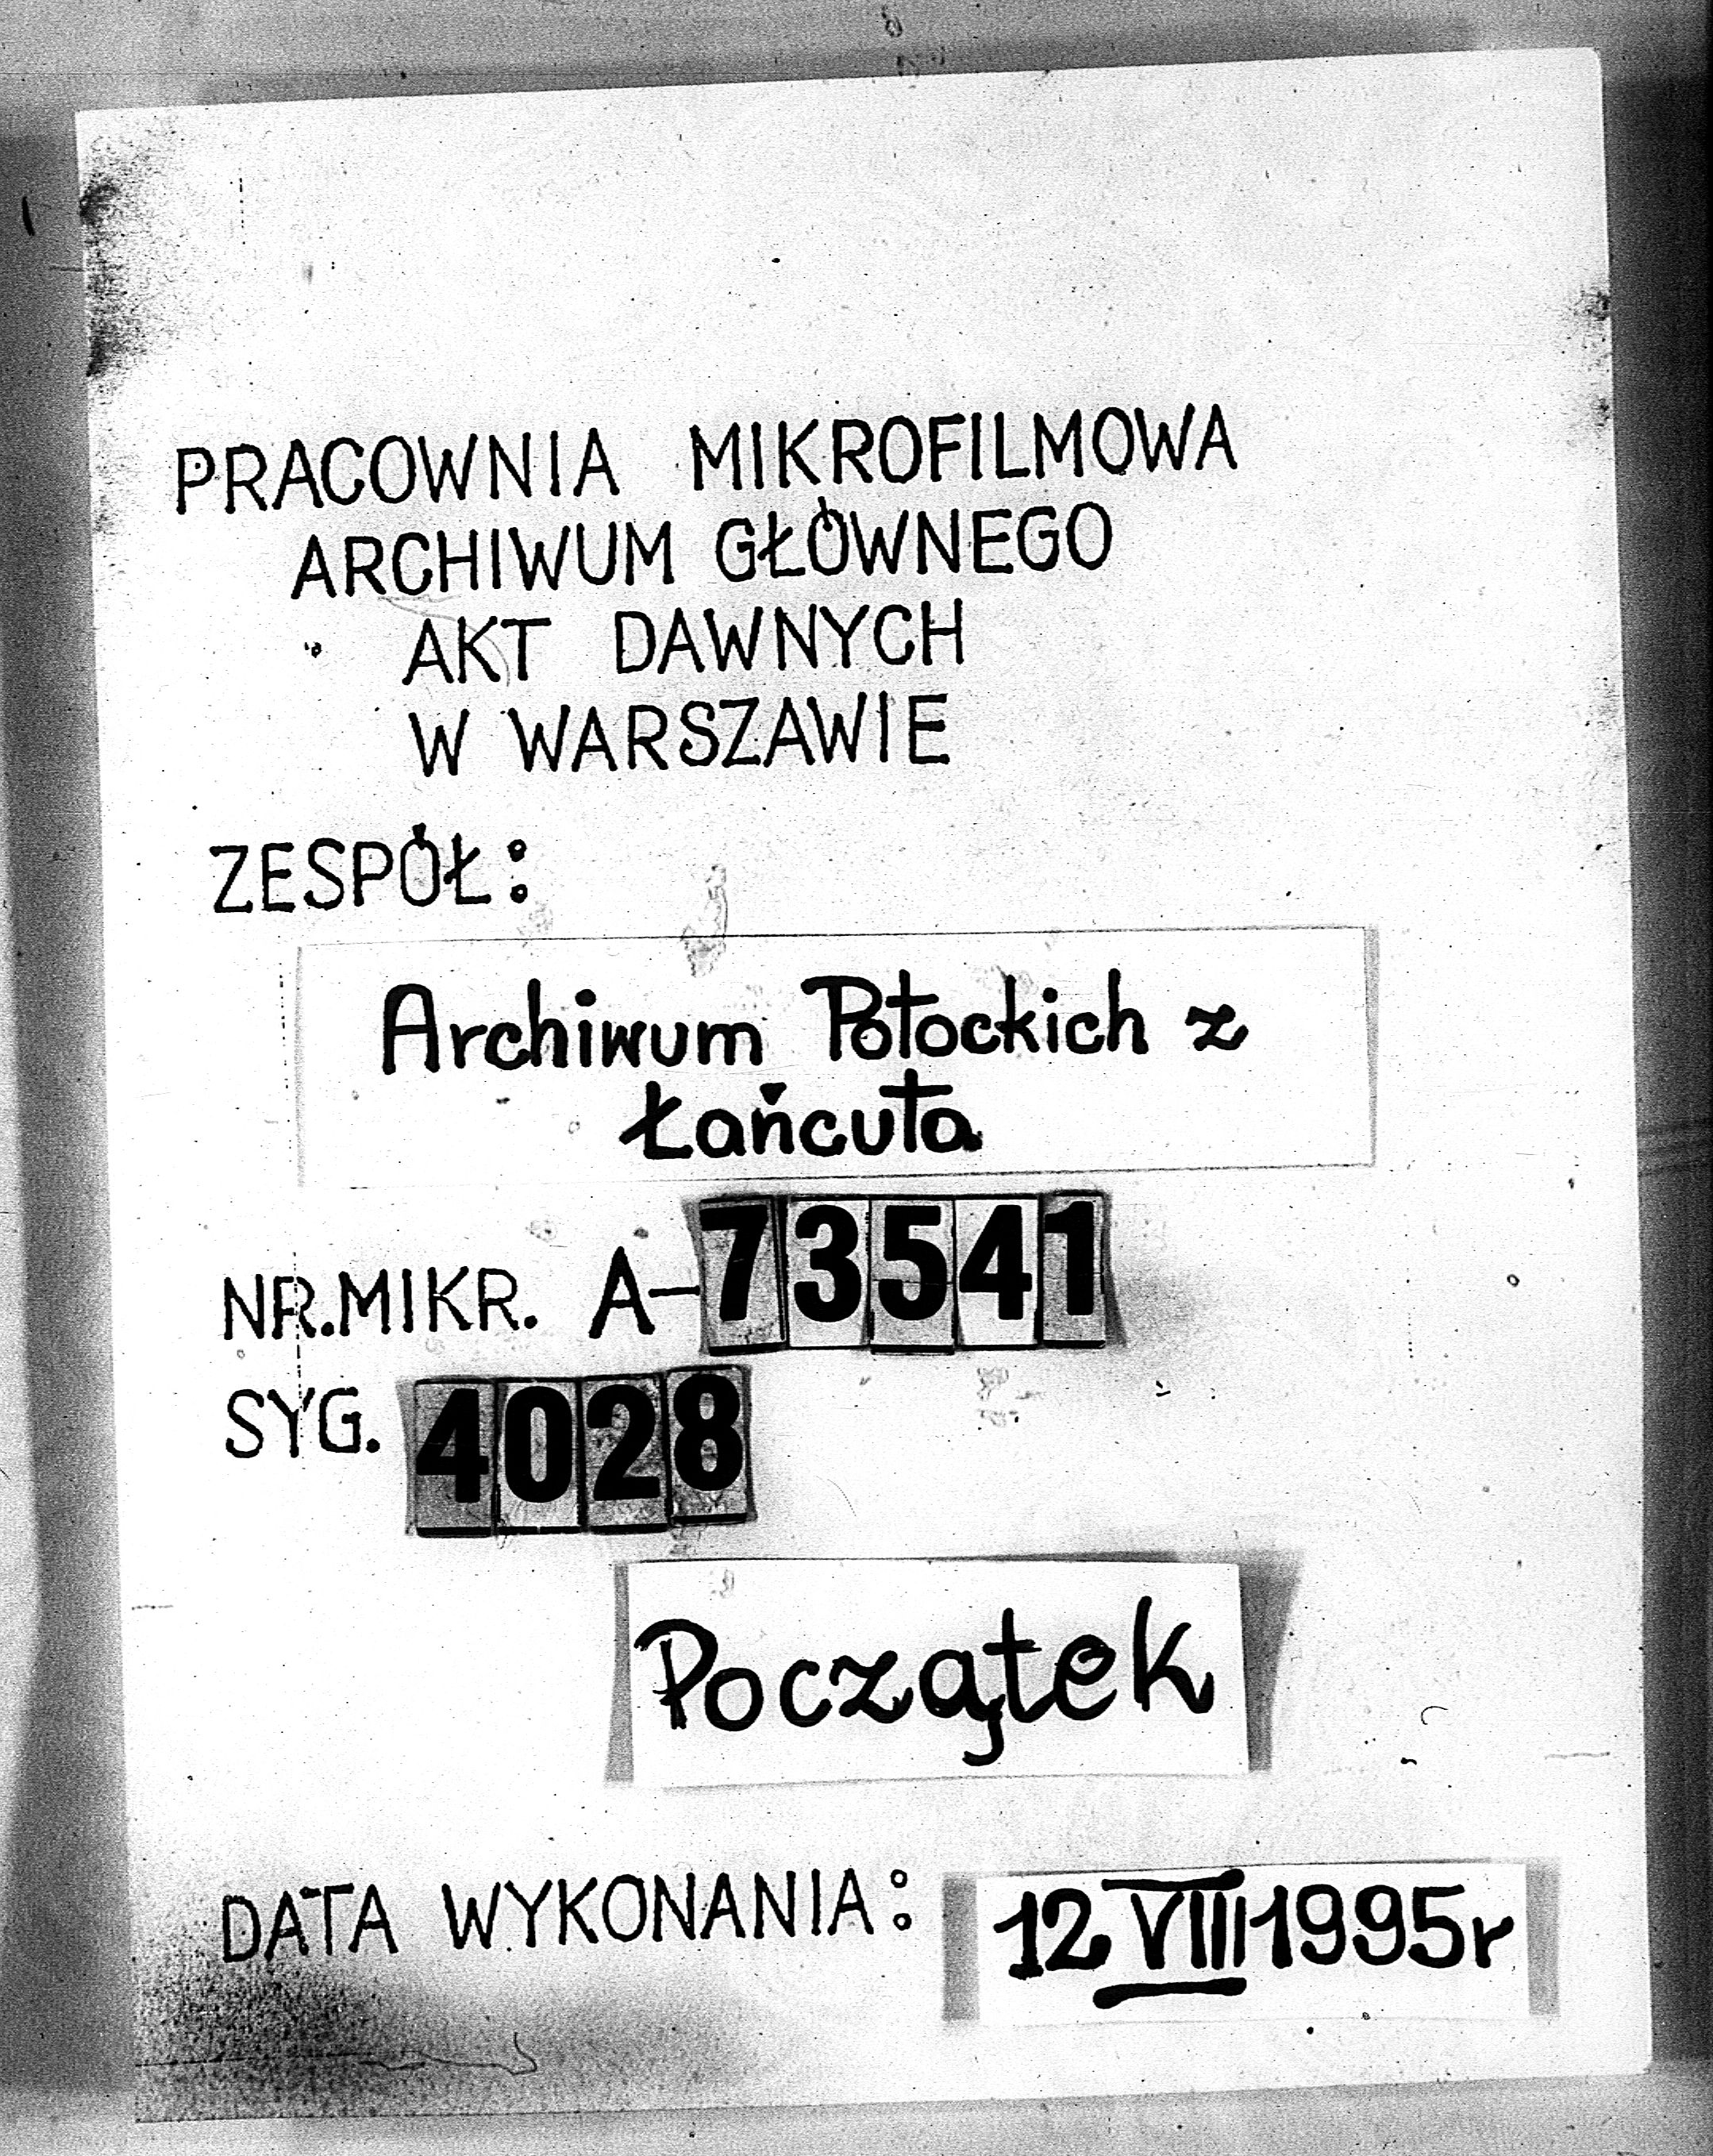 PRACOWNIA MIKROFILMOWA
ARCHIWUM GŁÓWNEGO
AKT DAWNYCH
W WARSZAWIE
ZESPÓŁ:
Archiwum Potockich z
Łańcuta
NR.MIKR. A-73541
SYG. 4028
Początek
DATA WYKONANIA: 12 VIII 1995r